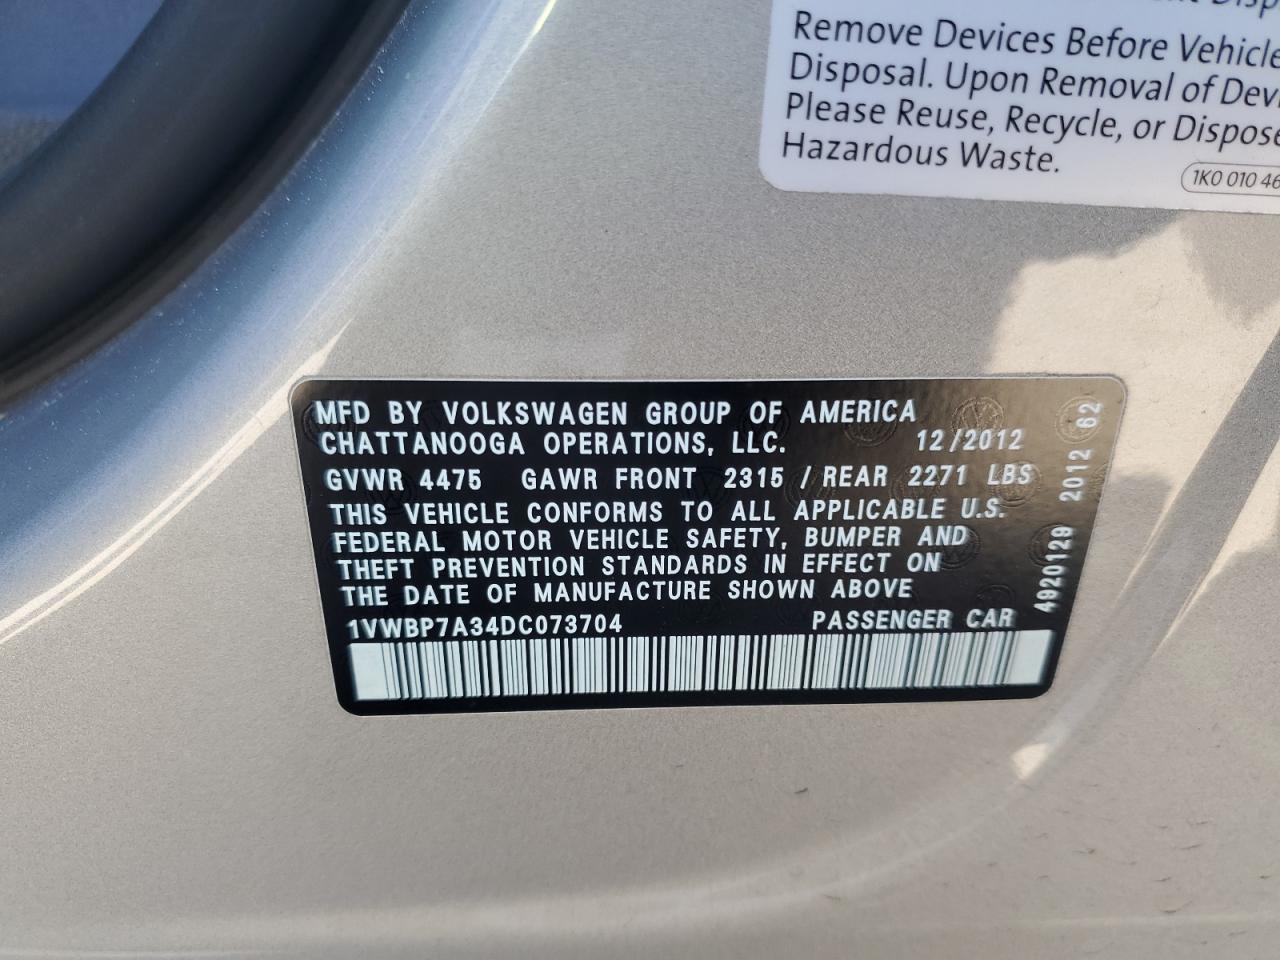 Remove Devices Before Vehicle
Disposal. Upon Removal of Devi
Please Reuse, Recycle, or Dispose
Hazardous Waste.
1K0 010 46
MFD BY VOLKSWAGEN GROUP OF AMERICA
CHATTANOOGA OPERATIONS, LLC. 12/2012
GVWR 4475 GAWR FRONT 2315 / REAR 2271 LBS
THIS VEHICLE CONFORMS TO ALL APPLICABLE U.S.
FEDERAL MOTOR VEHICLE SAFETY, BUMPER AND
THEFT PREVENTION STANDARDS IN EFFECT ON
THE DATE OF MANUFACTURE SHOWN ABOVE
1VWBP7A34DC073704 PASSENGER CAR
4920129 2012 62